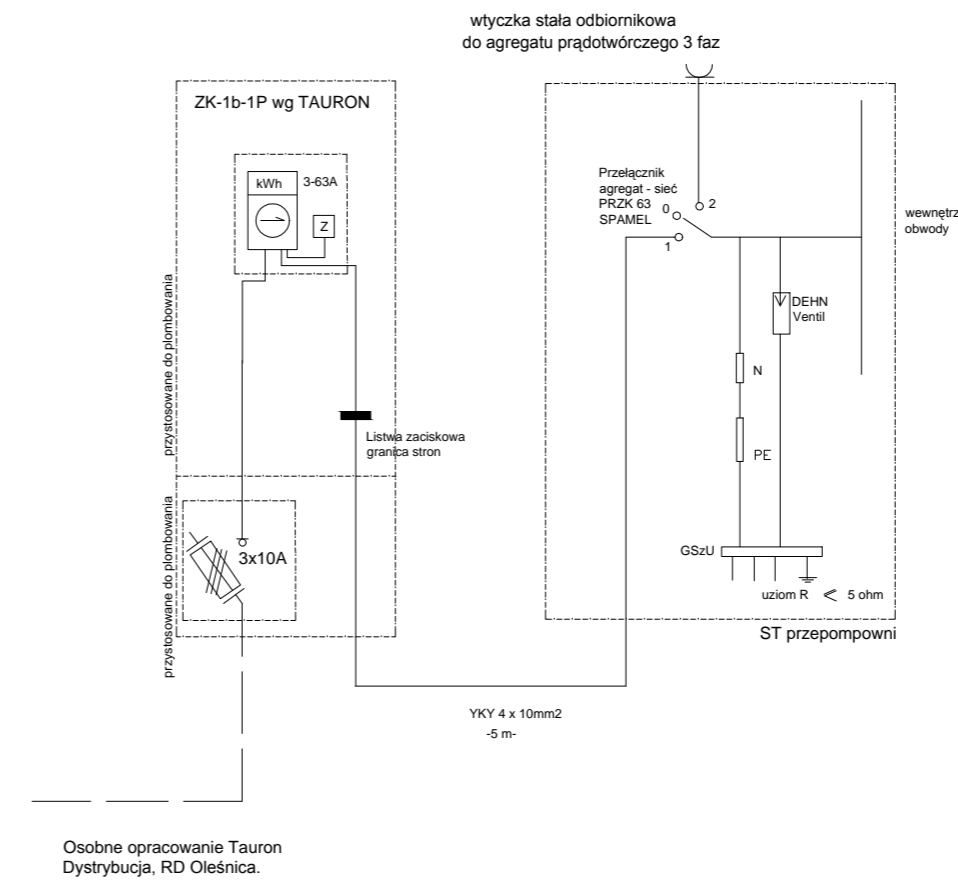 wtyczka stała odbiornikowa
do agregatu prądotwórczego 3 faz
ZK-1b-1P wg TAURON
kWh
3-63A
Z
przystosowane do plombowania
Listwa zaciskowa
granica stron
przystosowane do plombowania
3x10A
Przełącznik
agregat - sieć
PRZK 63
SPAMEL
0
2
1
wewnętrz
obwody
DEHN
Ventil
N
PE
GSzU
uziom R < 5 ohm
ST przepompowni
YKY 4 x 10mm2
-5 m-
Osobne opracowanie Tauron
Dystrybucja, RD Oleśnica.